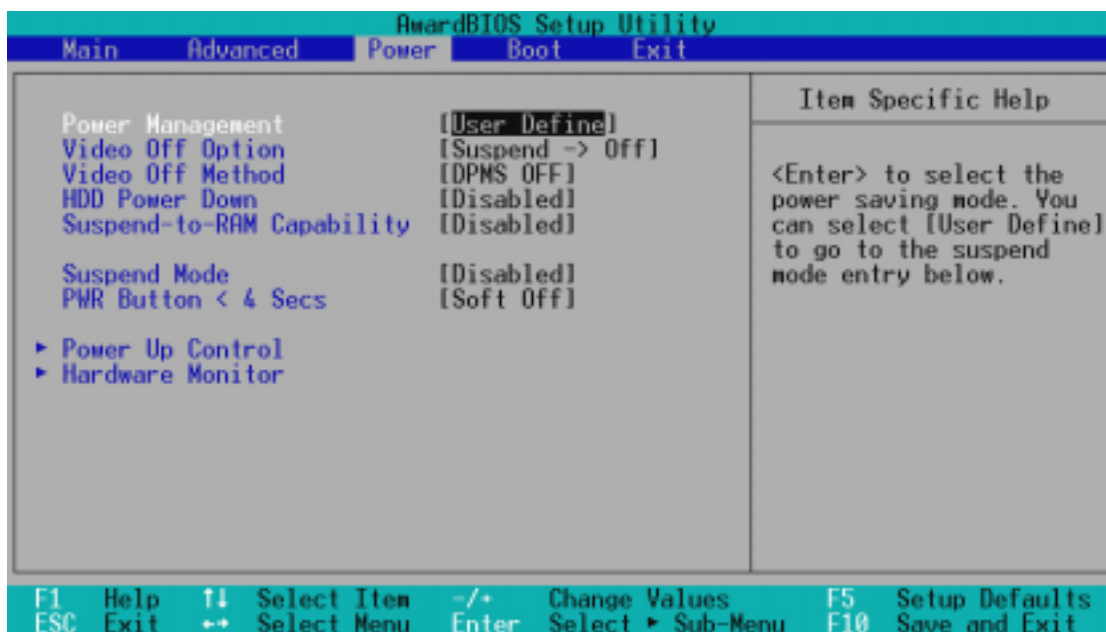 AwardBIOS Setup Utility
Main Advanced Power Boot Exit
Power Management [User Define]
Video Off Option [Suspend -> Off]
Video Off Method [DPMS OFF]
HDD Power Down [Disabled]
Suspend-to-RAM Capability [Disabled]
Suspend Mode [Disabled]
PWR Button < 4 Secs [Soft Off]
► Power Up Control
► Hardware Monitor
Item Specific Help
<Enter> to select the
power saving mode. You
can select [User Define]
to go to the suspend
mode entry below.
F1 Help ↑↓ Select Item -/+ Change Values F5 Setup Defaults
ESC Exit ←→ Select Menu Enter Select ► Sub-Menu F10 Save and Exit